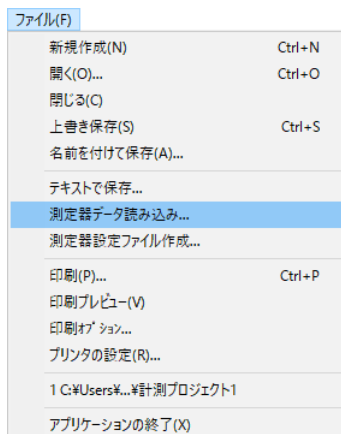 ファイル(F)
新規作成(N) Ctrl+N
開く(O)... Ctrl+O
閉じる(C)
上書き保存(S) Ctrl+S
名前を付けて保存(A)...
テキストで保存...
測定器データ読み込み...
測定器設定ファイル作成...
印刷(P)... Ctrl+P
印刷プレビュー(V)
印刷ｵﾌﾟｼｮﾝ...
プリンタの設定(R)...
1 C:¥Users¥...¥計測プロジェクト1
アプリケーションの終了(X)